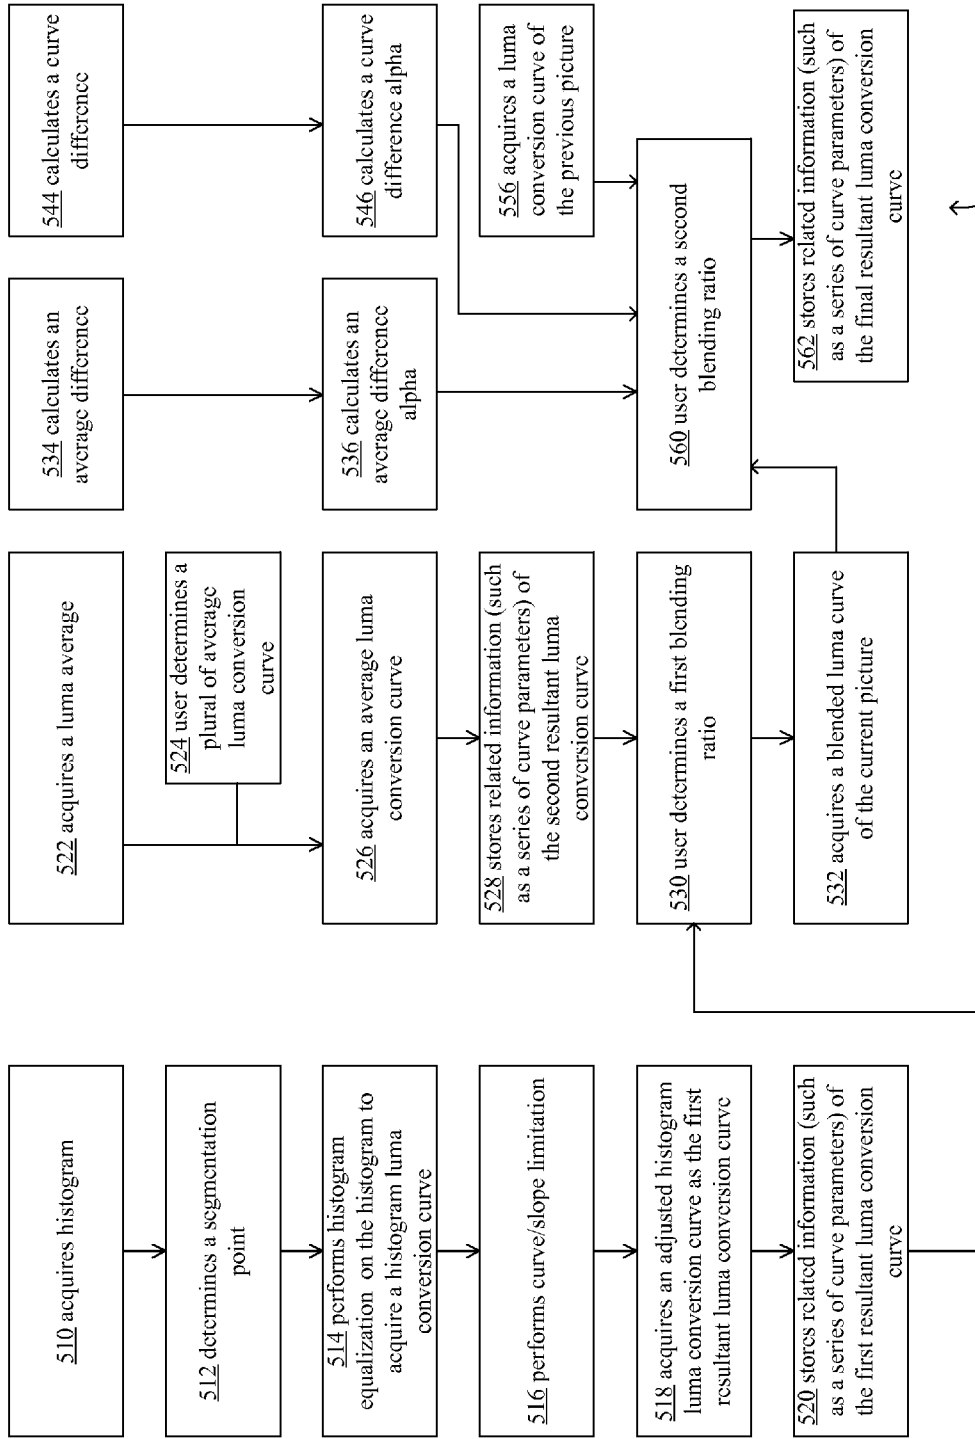 510 acquires histogram
512 determines a segmentation
point
514 performs histogram
equalization on the histogram to
acquire a histogram luma
conversion curve
516 performs curve/slope limitation
518 acquires an adjusted histogram
luma conversion curve as the first
resultant luma conversion curve
520 stores related information (such
as a series of curve parameters) of
the first resultant luma conversion
curve
522 acquires a luma average
524 user determines a
plural of average
luma conversion
curve
526 acquires an average luma
conversion curve
528 stores related information (such
as a series of curve parameters) of
the second resultant luma
conversion curve
530 user determines a first blending
ratio
532 acquires a blended luma curve
of the current picture
534 calculates an
average difference
536 calculates an
average difference
alpha
544 calculates a curve
difference
546 calculates a curve
difference alpha
556 acquires a luma
conversion curve of
the previous picture
560 user determines a second
blending ratio
562 stores related information (such
as a series of curve parameters) of
the final resultant luma conversion
curve